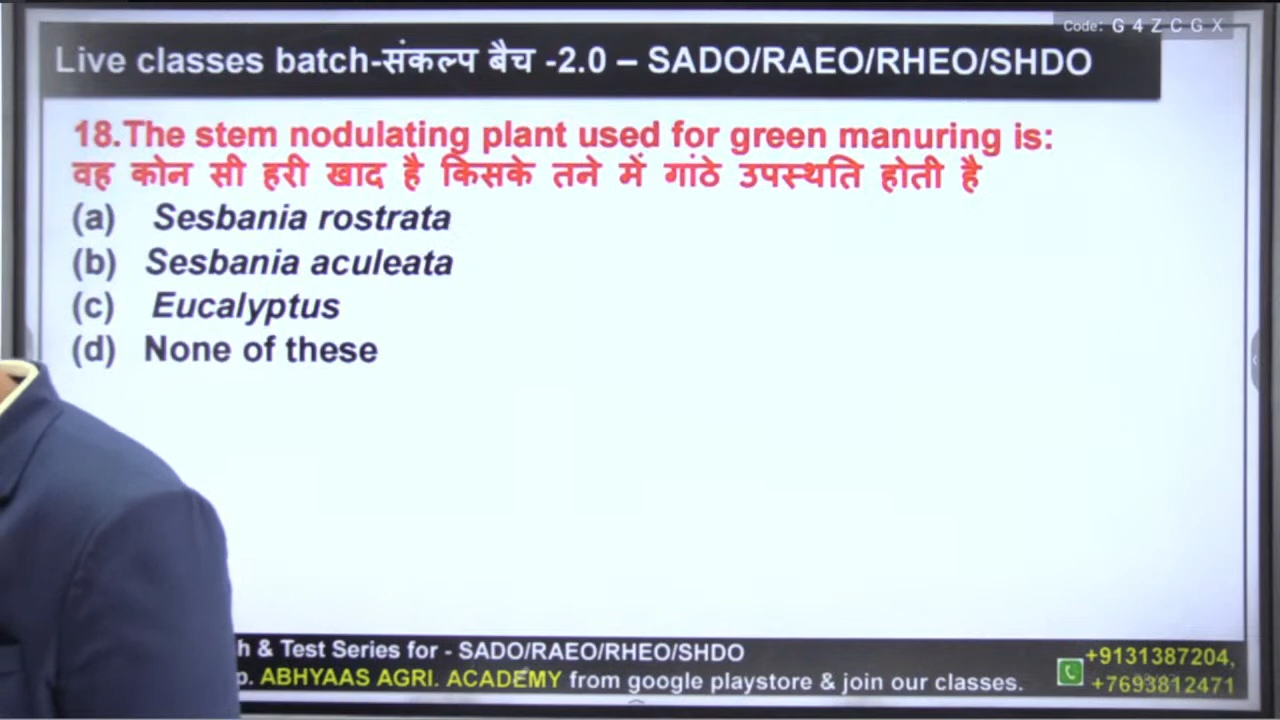 Code: G 4 Z C G X
Live classes batch-संकल्प बैच -2.0 – SADO/RAEO/RHEO/SHDO
18.The stem nodulating plant used for green manuring is:
वह कोन सी हरी खाद है किसके तने में गांठे उपस्थति होती है
(a) Sesbania rostrata
(b) Sesbania aculeata
(c) Eucalyptus
(d) None of these
h & Test Series for - SADO/RAEO/RHEO/SHDO
p. ABHYAAS AGRI. ACADEMY from google playstore & join our classes.
+9131387204,
+7693812471